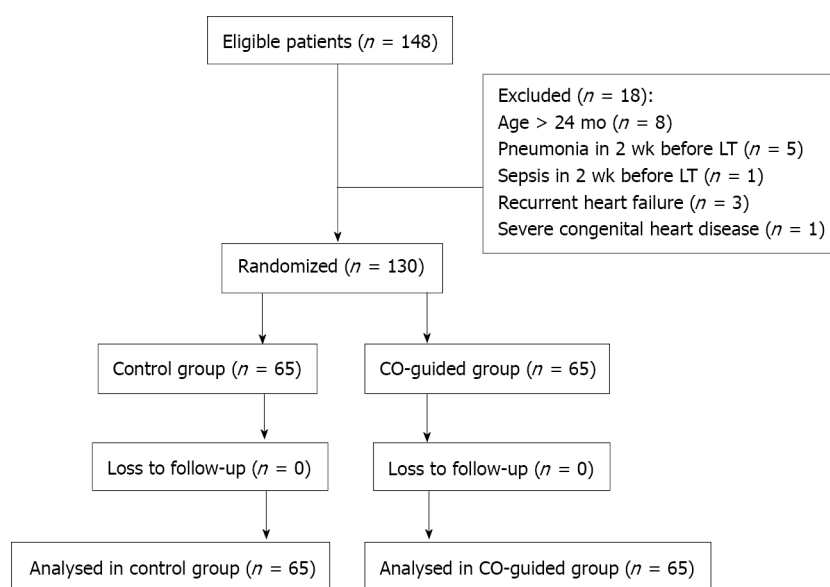 Eligible patients (n = 148)
Excluded (n = 18):
Age > 24 mo (n = 8)
Pneumonia in 2 wk before LT (n = 5)
Sepsis in 2 wk before LT (n = 1)
Recurrent heart failure (n = 3)
Severe congenital heart disease (n = 1)
Randomized (n = 130)
Control group (n = 65)
CO-guided group (n = 65)
Loss to follow-up (n = 0)
Loss to follow-up (n = 0)
Analysed in control group (n = 65)
Analysed in CO-guided group (n = 65)